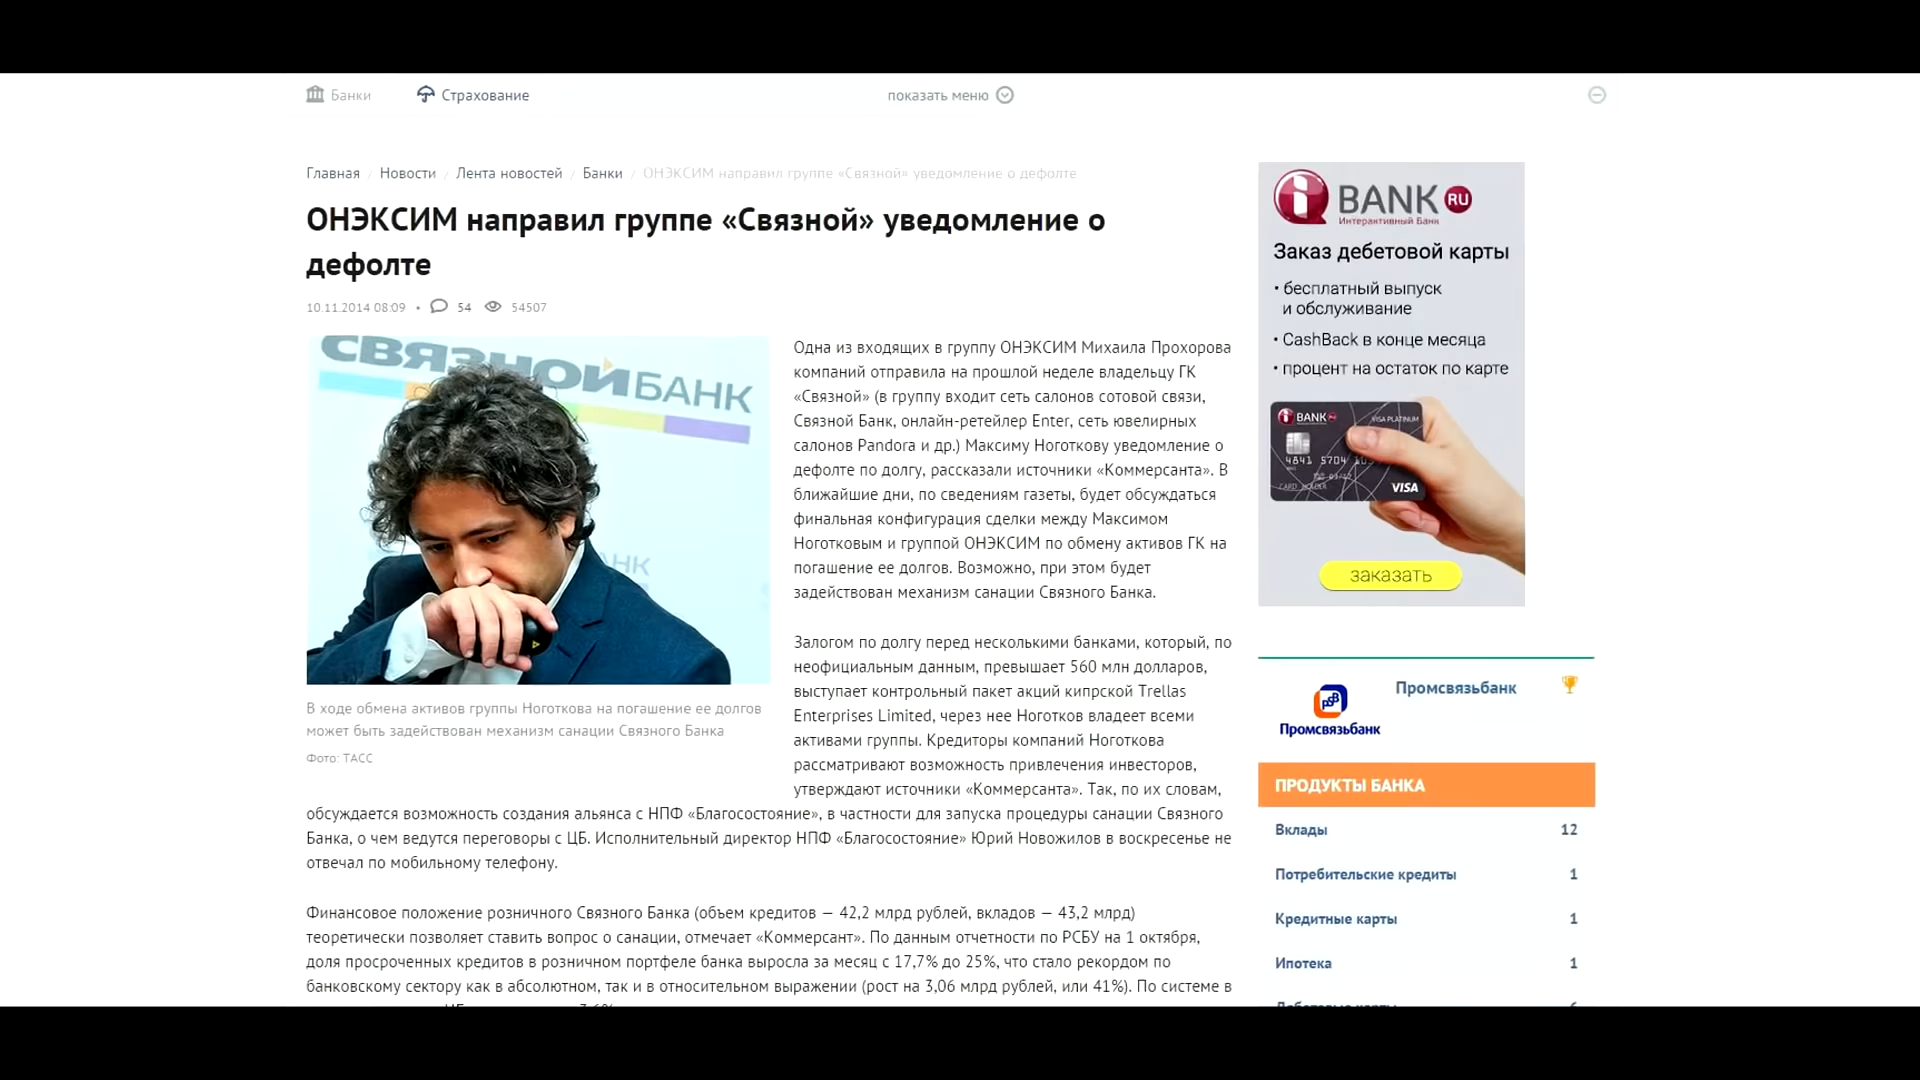 Банки
Страхование
показать меню
Главная / Новости / Лента новостей / Банки / ОНЭКСИМ направил группе «Связной» уведомление о дефолте
ОНЭКСИМ направил группе «Связной» уведомление о
дефолте
10.11.2014 08:09 • 54 54507
СВЯЗНОЙ БАНК
АНК
В ходе обмена активов группы Ноготкова на погашение ее долгов
может быть задействован механизм санации Связного Банка
Фото: ТАСС
Одна из входящих в группу ОНЭКСИМ Михаила Прохорова
компаний отправила на прошлой неделе владельцу ГК
«Связной» (в группу входит сеть салонов сотовой связи,
Связной Банк, онлайн-ретейлер Enter, сеть ювелирных
салонов Pandora и др.) Максиму Ноготкову уведомление о
дефолте по долгу, рассказали источники «Коммерсанта». В
ближайшие дни, по сведениям газеты, будет обсуждаться
финальная конфигурация сделки между Максимом
Ноготковым и группой ОНЭКСИМ по обмену активов ГК на
погашение ее долгов. Возможно, при этом будет
задействован механизм санации Связного Банка.
Залогом по долгу перед несколькими банками, который, по
неофициальным данным, превышает 560 млн долларов,
выступает контрольный пакет акций кипрской Trellas
Enterprises Limited, через нее Ноготков владеет всеми
активами группы. Кредиторы компаний Ноготкова
рассматривают возможность привлечения инвесторов,
утверждают источники «Коммерсанта». Так, по их словам,
обсуждается возможность создания альянса с НПФ «Благосостояние», в частности для запуска процедуры санации Связного
Банка, о чем ведутся переговоры с ЦБ. Исполнительный директор НПФ «Благосостояние» Юрий Новожилов в воскресенье не
отвечал по мобильному телефону.
Финансовое положение розничного Связного Банка (объем кредитов — 42,2 млрд рублей, вкладов — 43,2 млрд)
теоретически позволяет ставить вопрос о санации, отмечает «Коммерсант». По данным отчетности по РСБУ на 1 октября,
доля просроченных кредитов в розничном портфеле банка выросла за месяц с 17,7% до 25%, что стало рекордом по
банковскому сектору как в абсолютном, так и в относительном выражении (рост на 3,06 млрд рублей, или 41%). По системе в
i BANK RU
Интерактивный Банк
Заказ дебетовой карты
• бесплатный выпуск
и обслуживание
• CashBack в конце месяца
• процент на остаток по карте
i BANK
VISA PLATINUM
4841 5704
CARD HOLDER
VISA
заказать
Промсвязьбанк
PSB
Промсвязьбанк
ПРОДУКТЫ БАНКА
Вклады 12
Потребительские кредиты 1
Кредитные карты 1
Ипотека 1